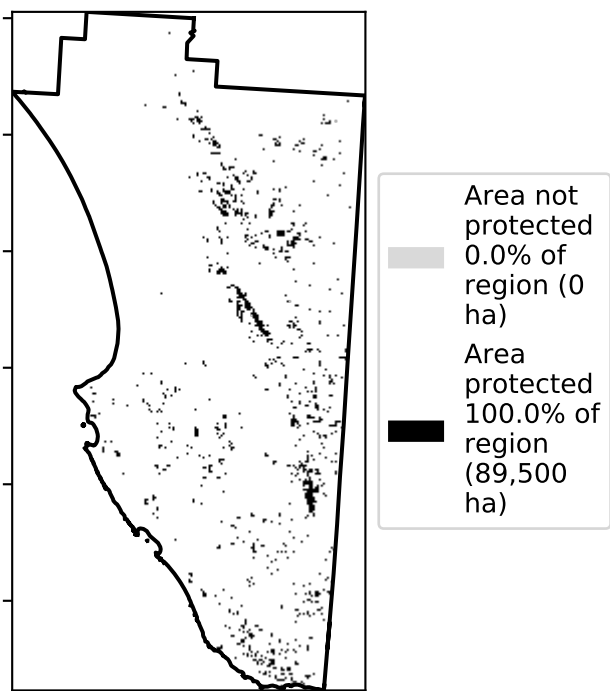 Area not
protected
0.0% of
region (0
ha)
Area
protected
100.0% of
region
(89,500
ha)